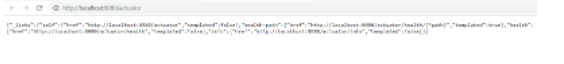 http://localhost:8080/actuator
{"_links":{"self":{"href":"http://localhost:8080/actuator","templated":false},"health-path":{"href":"http://localhost:8080/actuator/health/{*path}","templated":true},"health":
{"href":"http://localhost:8080/actuator/health","templated":false},"info":{"href":"http://localhost:8080/actuator/info","templated":false}}}